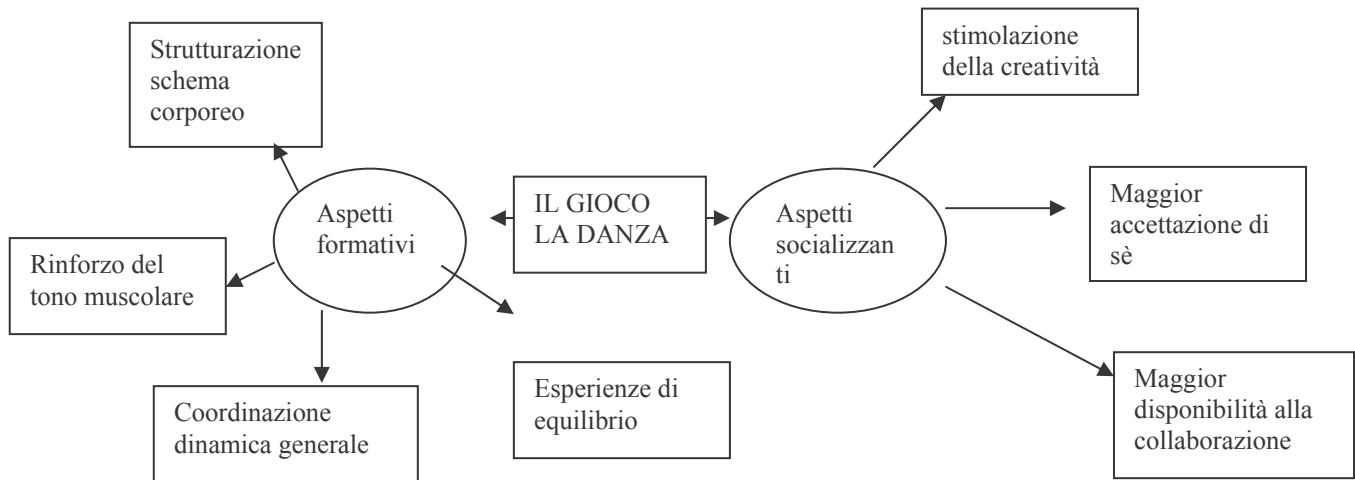 Strutturazione
schema
corporeo
stimolazione
della creatività
Aspetti
formativi
IL GIOCO
LA DANZA
Aspetti
socializzan
ti
Maggior
accettazione di
sè
Rinforzo del
tono muscolare
Coordinazione
dinamica generale
Esperienze di
equilibrio
Maggior
disponibilità alla
collaborazione